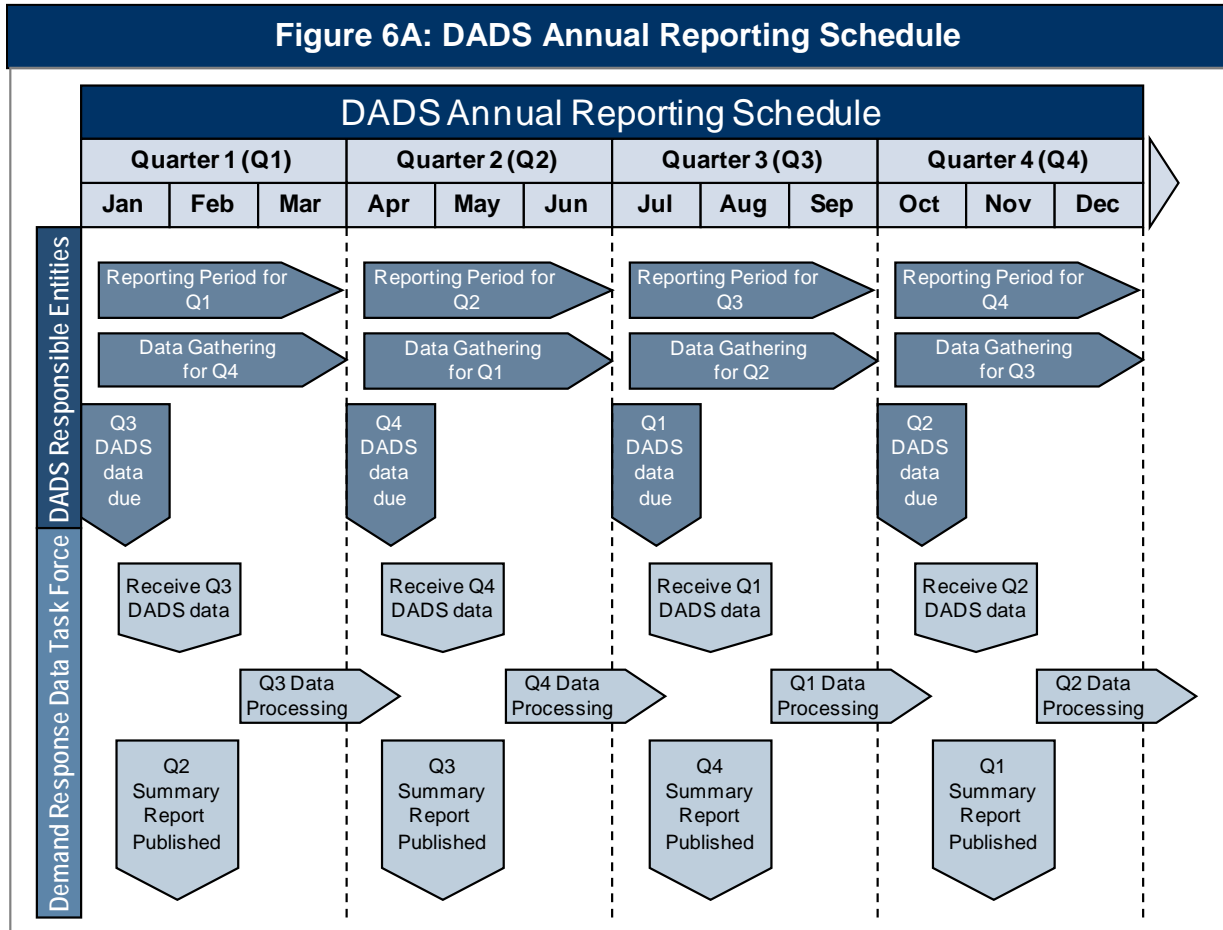 Figure 6A: DADS Annual Reporting Schedule
DADS Annual Reporting Schedule
Quarter 1 (Q1)
Quarter 2 (Q2)
Quarter 3 (Q3)
Quarter 4 (Q4)
Jan
Feb
Mar
Apr
May
Jun
Jul
Aug
Sep
Oct
Nov
Dec
DADS Responsible Entities
Reporting Period for
Q1
Reporting Period for
Q2
Reporting Period for
Q3
Reporting Period for
Q4
Data Gathering
for Q4
Data Gathering
for Q1
Data Gathering
for Q2
Data Gathering
for Q3
Q3
DADS
data
due
Q4
DADS
data
due
Q1
DADS
data
due
Q2
DADS
data
due
Demand Response Data Task Force
Receive Q3
DADS data
Receive Q4
DADS data
Receive Q1
DADS data
Receive Q2
DADS data
Q3 Data
Processing
Q4 Data
Processing
Q1 Data
Processing
Q2 Data
Processing
Q2
Summary
Report
Published
Q3
Summary
Report
Published
Q4
Summary
Report
Published
Q1
Summary
Report
Published